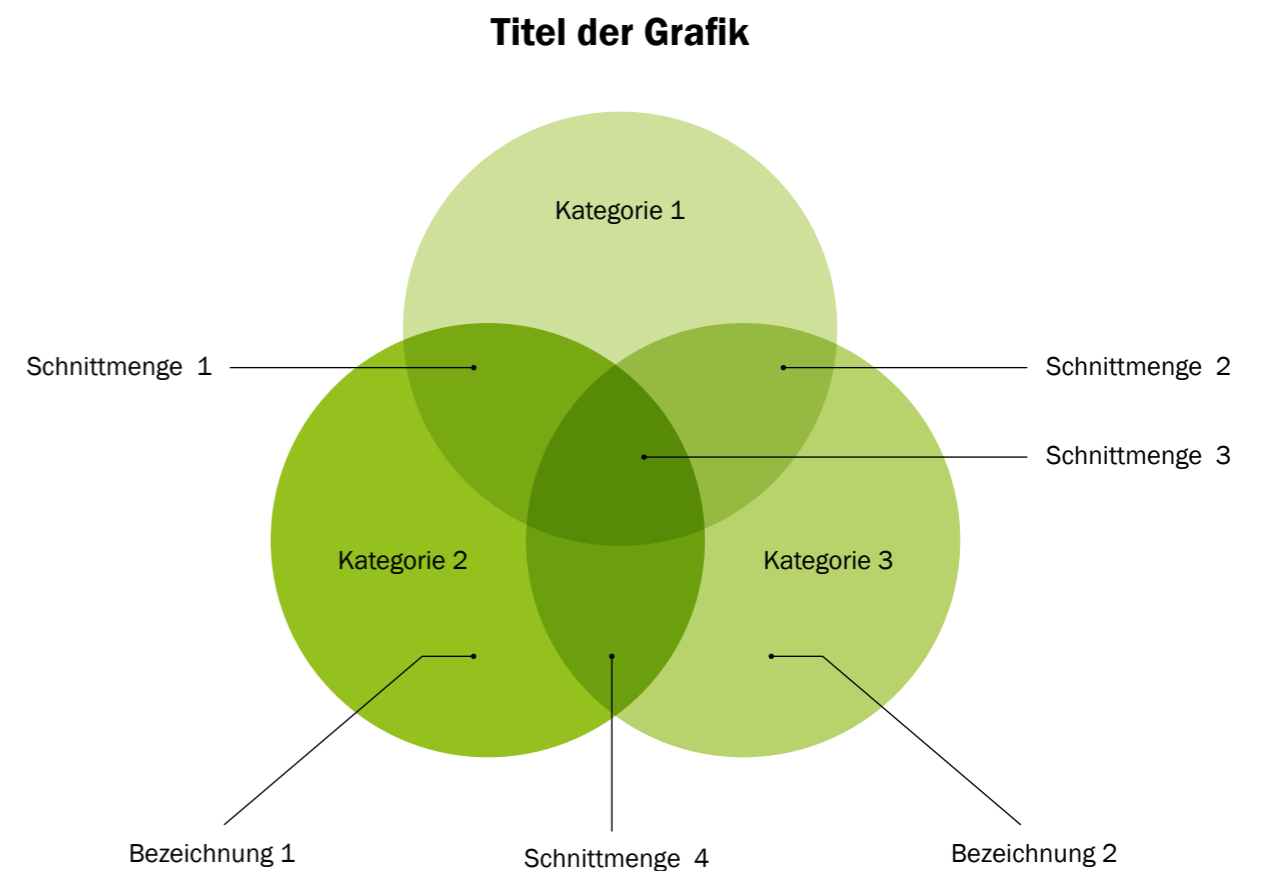 Titel der Grafik
Kategorie 1
Schnittmenge 1
Schnittmenge 2
Schnittmenge 3
Kategorie 2
Kategorie 3
Bezeichnung 1
Schnittmenge 4
Bezeichnung 2